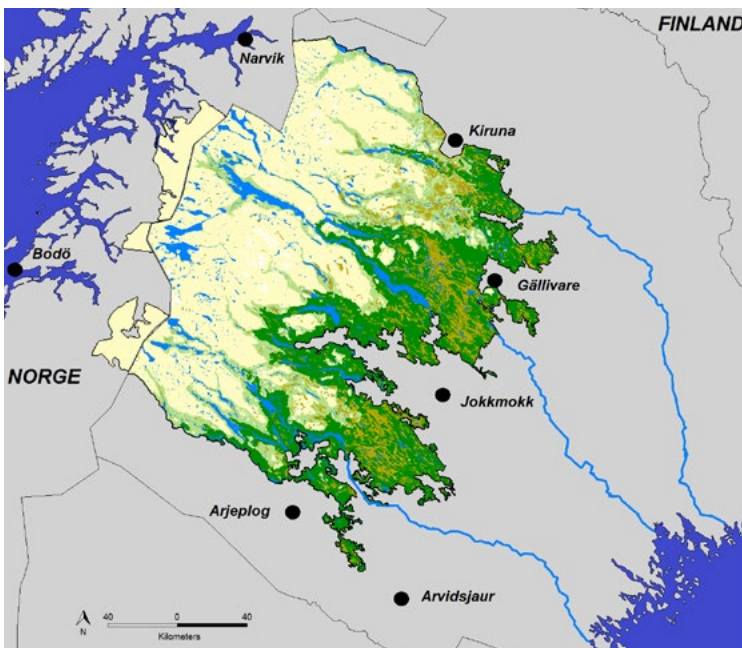 FINLAND
Narvik
Kiruna
Bodö
Gällivare
NORGE
Jokkmokk
Arjeplog
Arvidsjaur
40 0 40
N
Kilometers